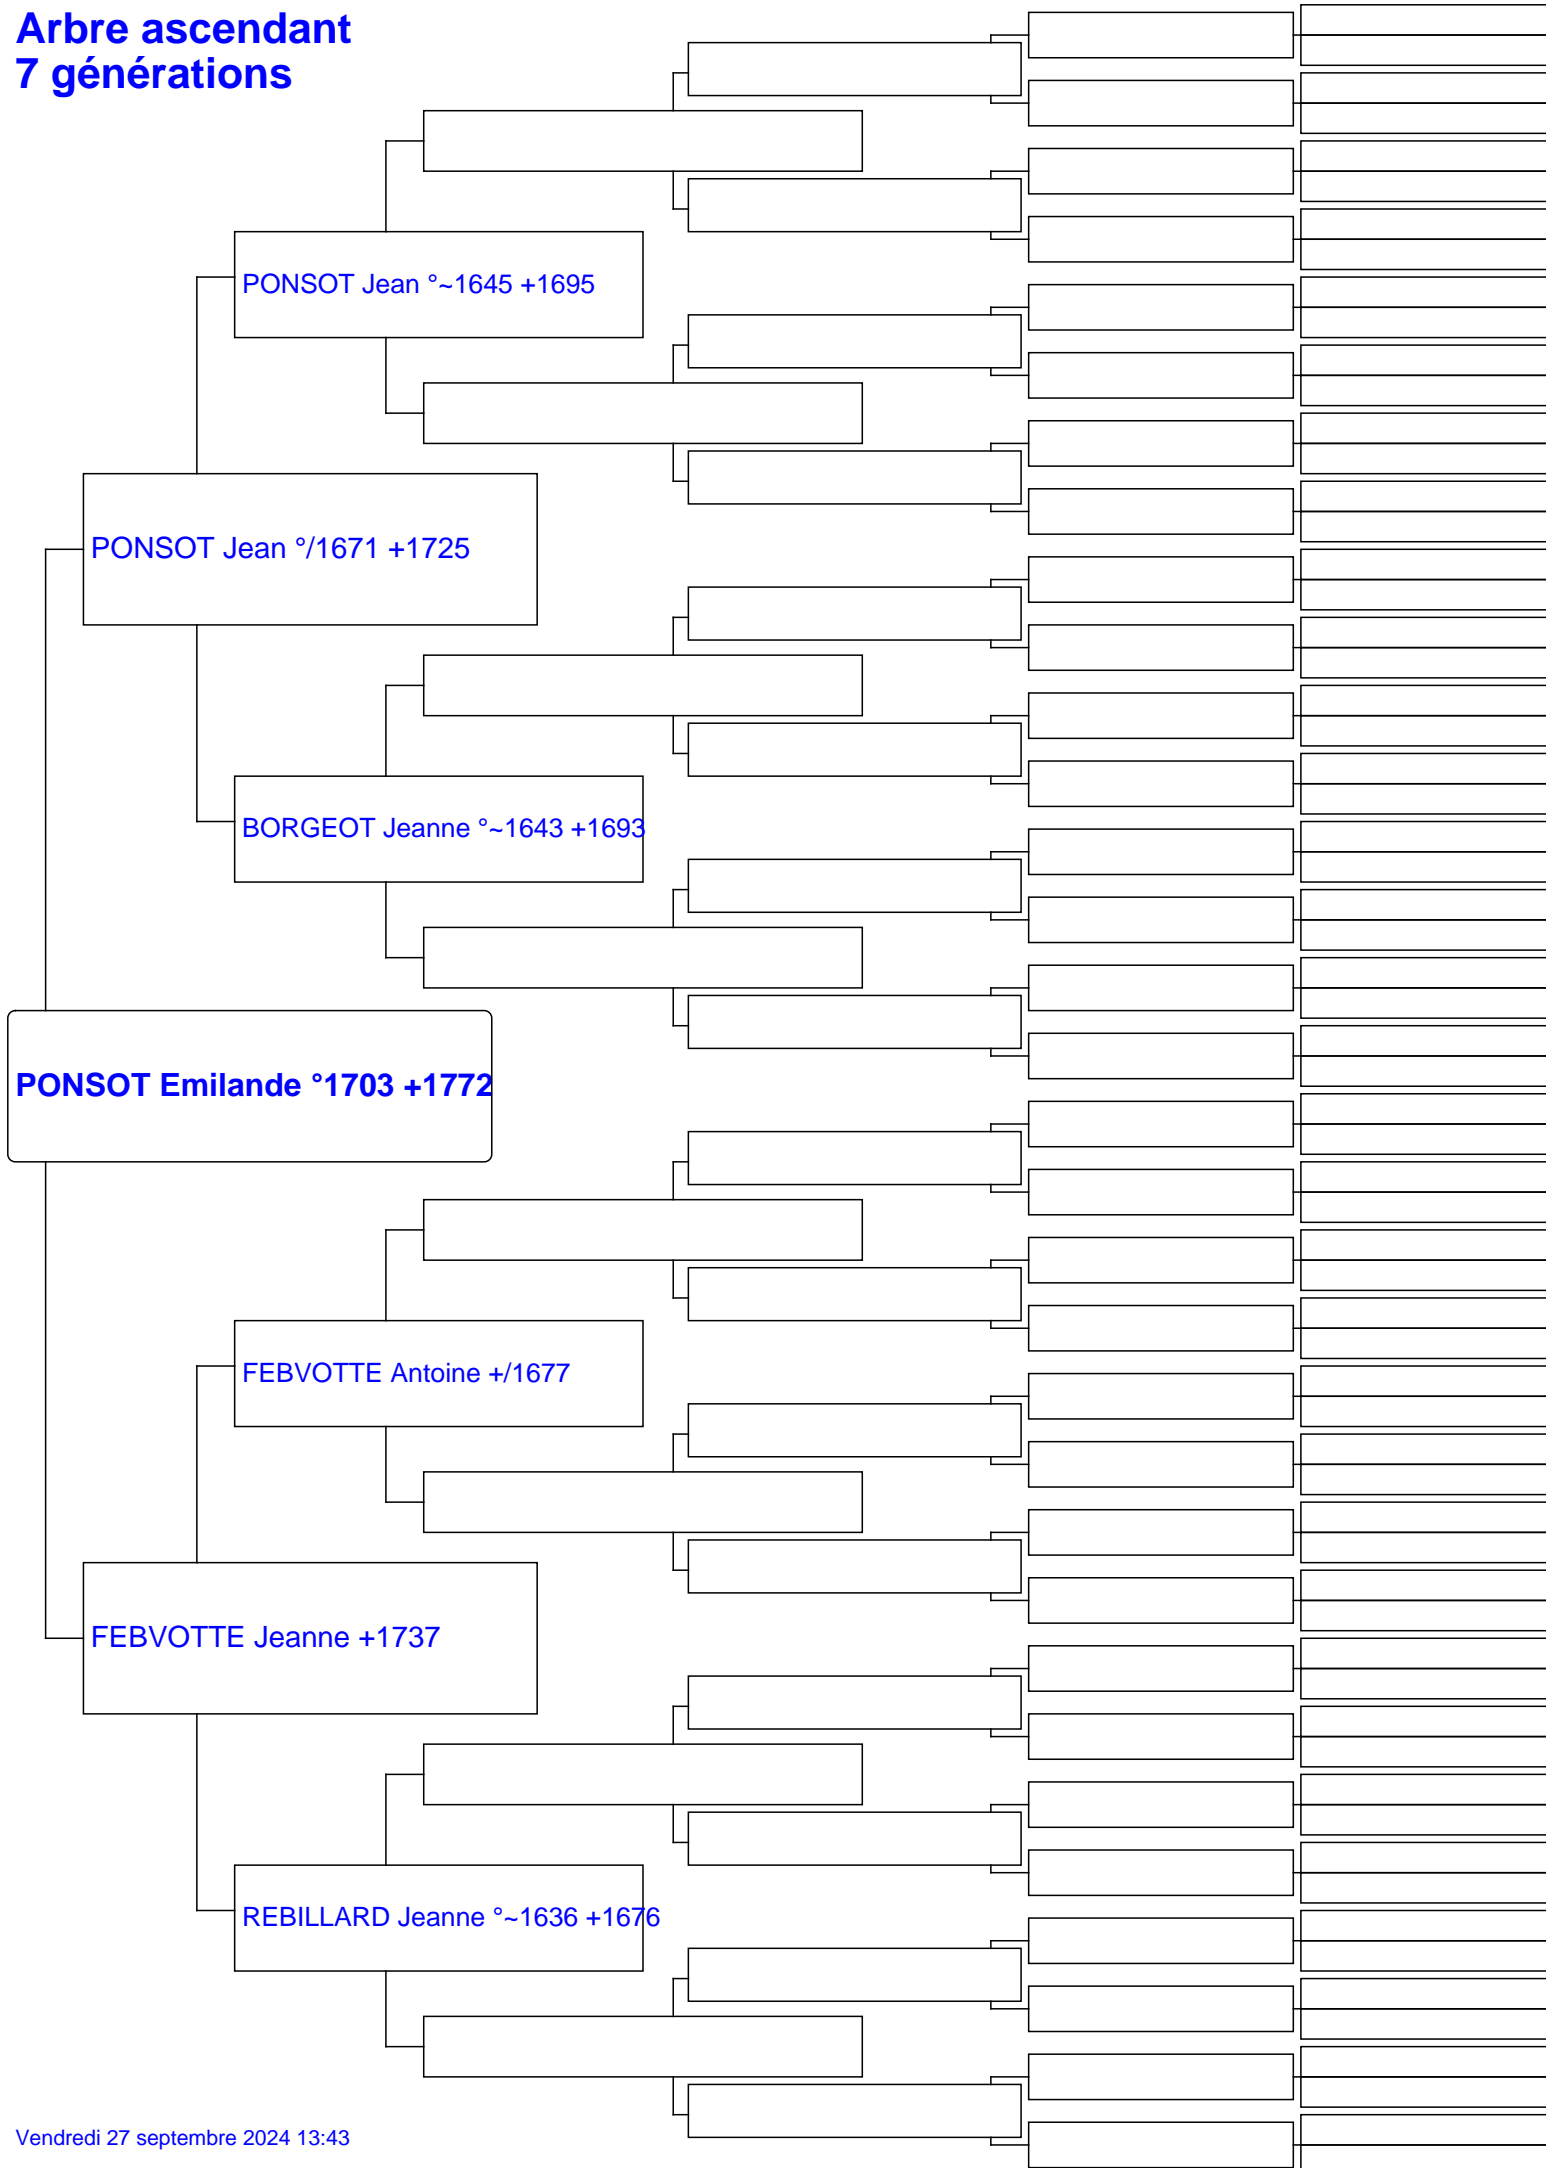 Arbre ascendant
7 générations
PONSOT Jean °~1645 +1695
PONSOT Jean °/1671 +1725
BORGEOT Jeanne °~1643 +1693
PONSOT Emilande °1703 +1772
FEBVOTTE Antoine +/1677
FEBVOTTE Jeanne +1737
REBILLARD Jeanne °~1636 +1676
Vendredi 27 septembre 2024 13:43